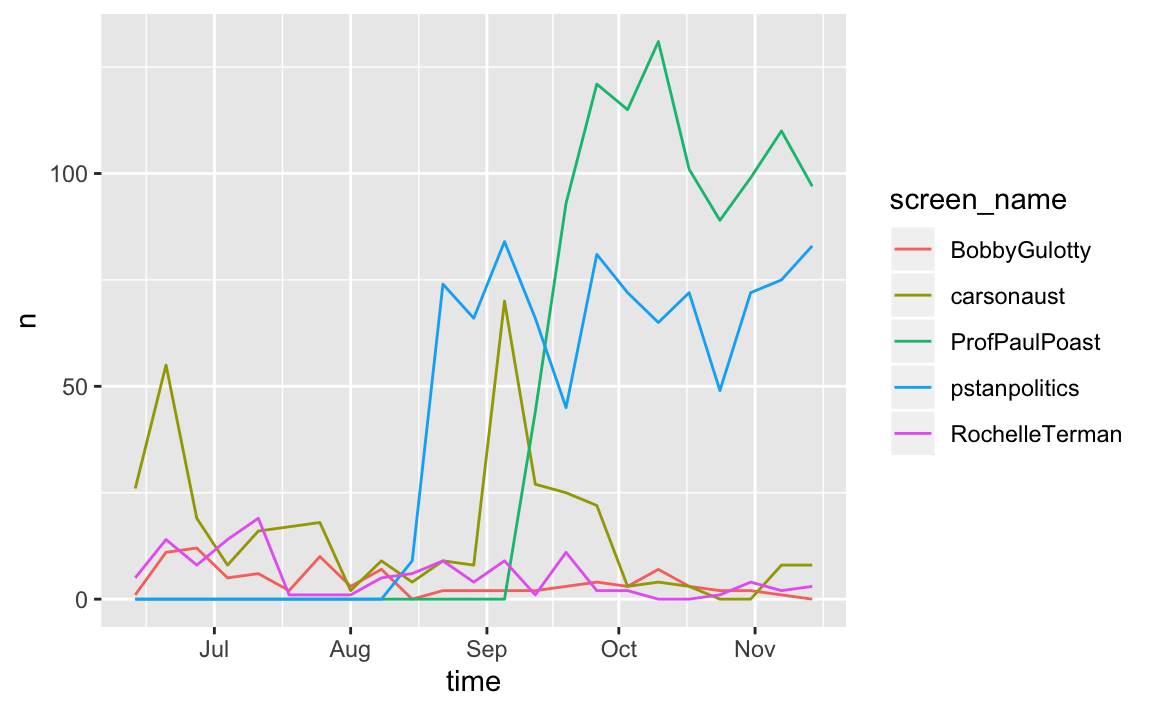 n
100
50
0
Jul Aug Sep Oct Nov
time
screen_name
BobbyGulotty
carsonaust
ProfPaulPoast
pstanpolitics
RochelleTerman